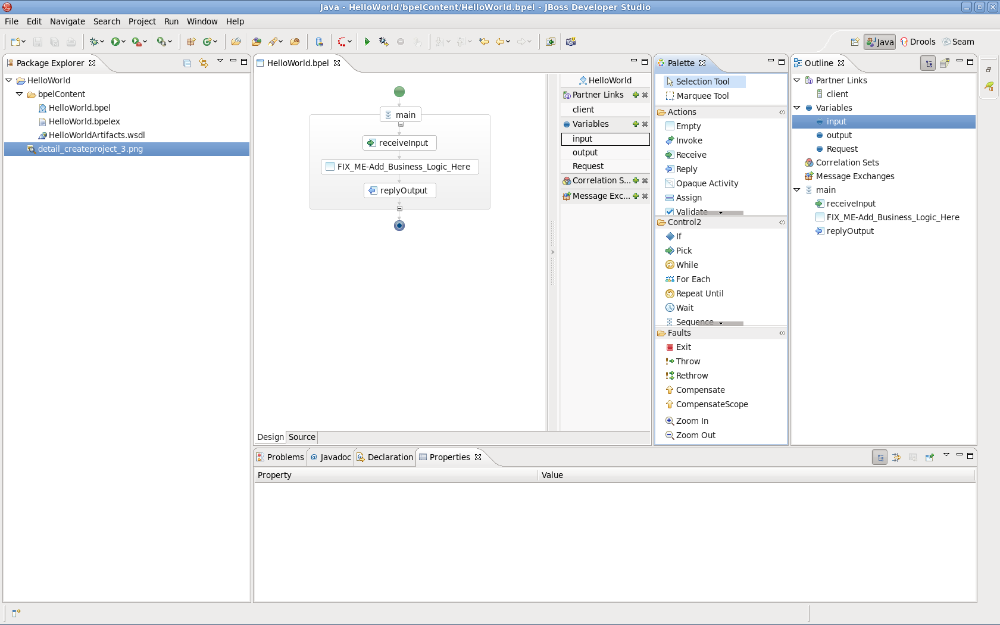 Java - HelloWorld/bpelContent/HelloWorld.bpel - JBoss Developer Studio
File Edit Navigate Search Project Run Window Help
Java Drools Seam
Package Explorer
HelloWorld
bpelContent
HelloWorld.bpel
HelloWorld.bpelex
HelloWorldArtifacts.wsdl
detail_createproject_3.png
HelloWorld.bpel
main
receiveInput
FIX_ME-Add_Business_Logic_Here
replyOutput
HelloWorld
Partner Links
client
Variables
input
output
Request
Correlation S...
Message Exc...
Design Source
Palette
Selection Tool
Marquee Tool
Actions
Empty
Invoke
Receive
Reply
Opaque Activity
Assign
Validate
Control2
If
Pick
While
For Each
Repeat Until
Wait
Sequence
Faults
Exit
Throw
Rethrow
Compensate
CompensateScope
Zoom In
Zoom Out
Outline
Partner Links
client
Variables
input
output
Request
Correlation Sets
Message Exchanges
main
receiveInput
FIX_ME-Add_Business_Logic_Here
replyOutput
Problems @ Javadoc Declaration Properties
Property Value